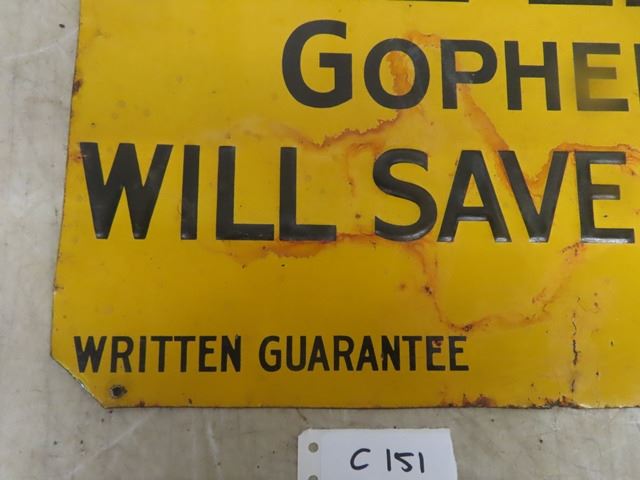 GOPHE
WILL SAVE
WRITTEN GUARANTEE
C 151